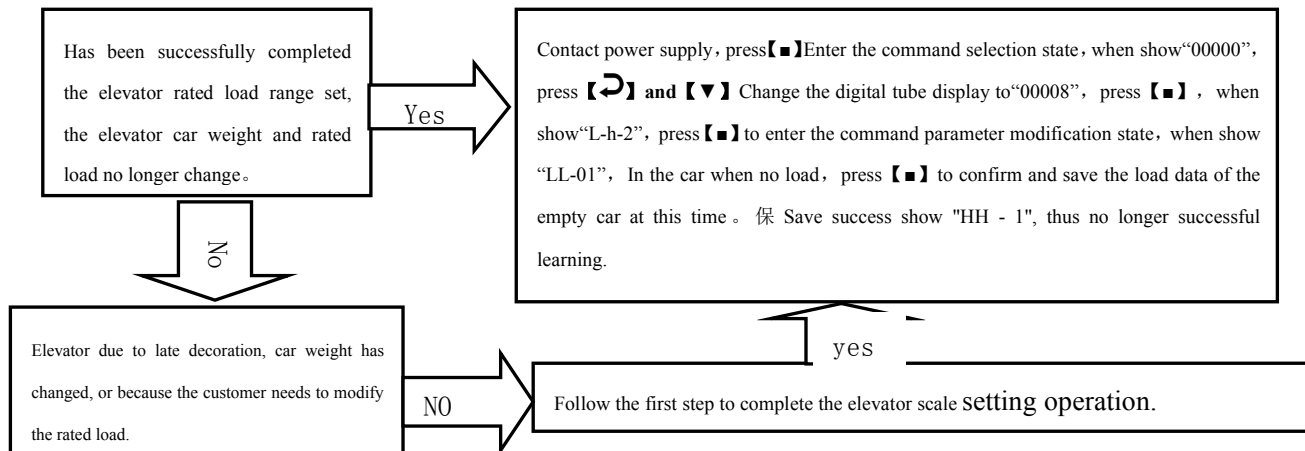 Has been successfully completed
the elevator rated load range set,
the elevator car weight and rated
load no longer change。
Yes
Contact power supply，press【■】Enter the command selection state，when show“00000”，
press【⮌】and【▼】Change the digital tube display to“00008”，press【■】，when
show“L-h-2”，press【■】to enter the command parameter modification state，when show
“LL-01”，In the car when no load，press【■】to confirm and save the load data of the
empty car at this time。保 Save success show "HH - 1", thus no longer successful
learning.
No
Elevator due to late decoration, car weight has
changed, or because the customer needs to modify
the rated load.
NO
yes
Follow the first step to complete the elevator scale setting operation.